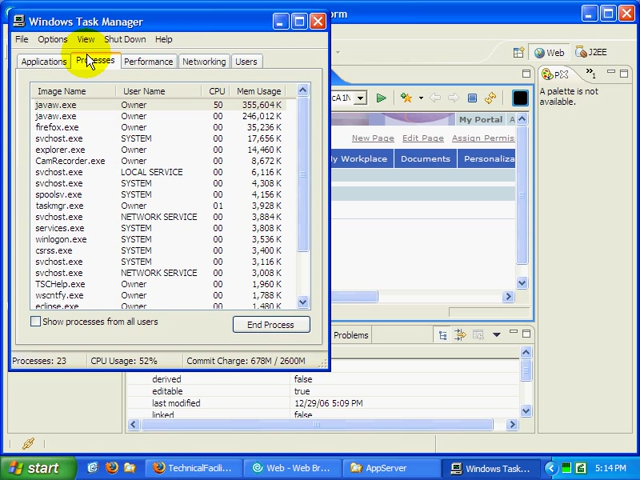 Windows Task Manager
File Options View Shut Down Help
Applications Processes Performance Networking Users
Image Name User Name CPU Mem Usage
javaw.exe Owner 50 355,604 K
javaw.exe Owner 00 246,012 K
firefox.exe Owner 00 35,236 K
svchost.exe SYSTEM 00 17,656 K
explorer.exe Owner 00 14,460 K
CamRecorder.exe Owner 00 8,672 K
svchost.exe LOCAL SERVICE 00 6,116 K
svchost.exe SYSTEM 00 4,308 K
spoolsv.exe SYSTEM 00 4,156 K
taskmgr.exe Owner 01 3,928 K
svchost.exe NETWORK SERVICE 00 3,884 K
services.exe SYSTEM 00 3,808 K
winlogon.exe SYSTEM 00 3,536 K
csrss.exe SYSTEM 00 3,400 K
svchost.exe SYSTEM 00 3,116 K
svchost.exe NETWORK SERVICE 00 3,008 K
TSCHelp.exe Owner 00 1,960 K
wscntfy.exe Owner 00 1,788 K
eclipse.exe Owner 00 1,480 K
Show processes from all users
End Process
Processes: 23 CPU Usage: 52% Commit Charge: 678M / 2600M
orm
Web J2EE
P
1
A palette is not
available.
My Portal
New Page Edit Page Assign Permis
My Workplace Documents Personaliza
Problems
derived false
editable true
last modified 12/29/06 5:09 PM
linked false
start
TechnicalFacili...
Web - Web Br...
AppServer
Windows Task...
5:14 PM